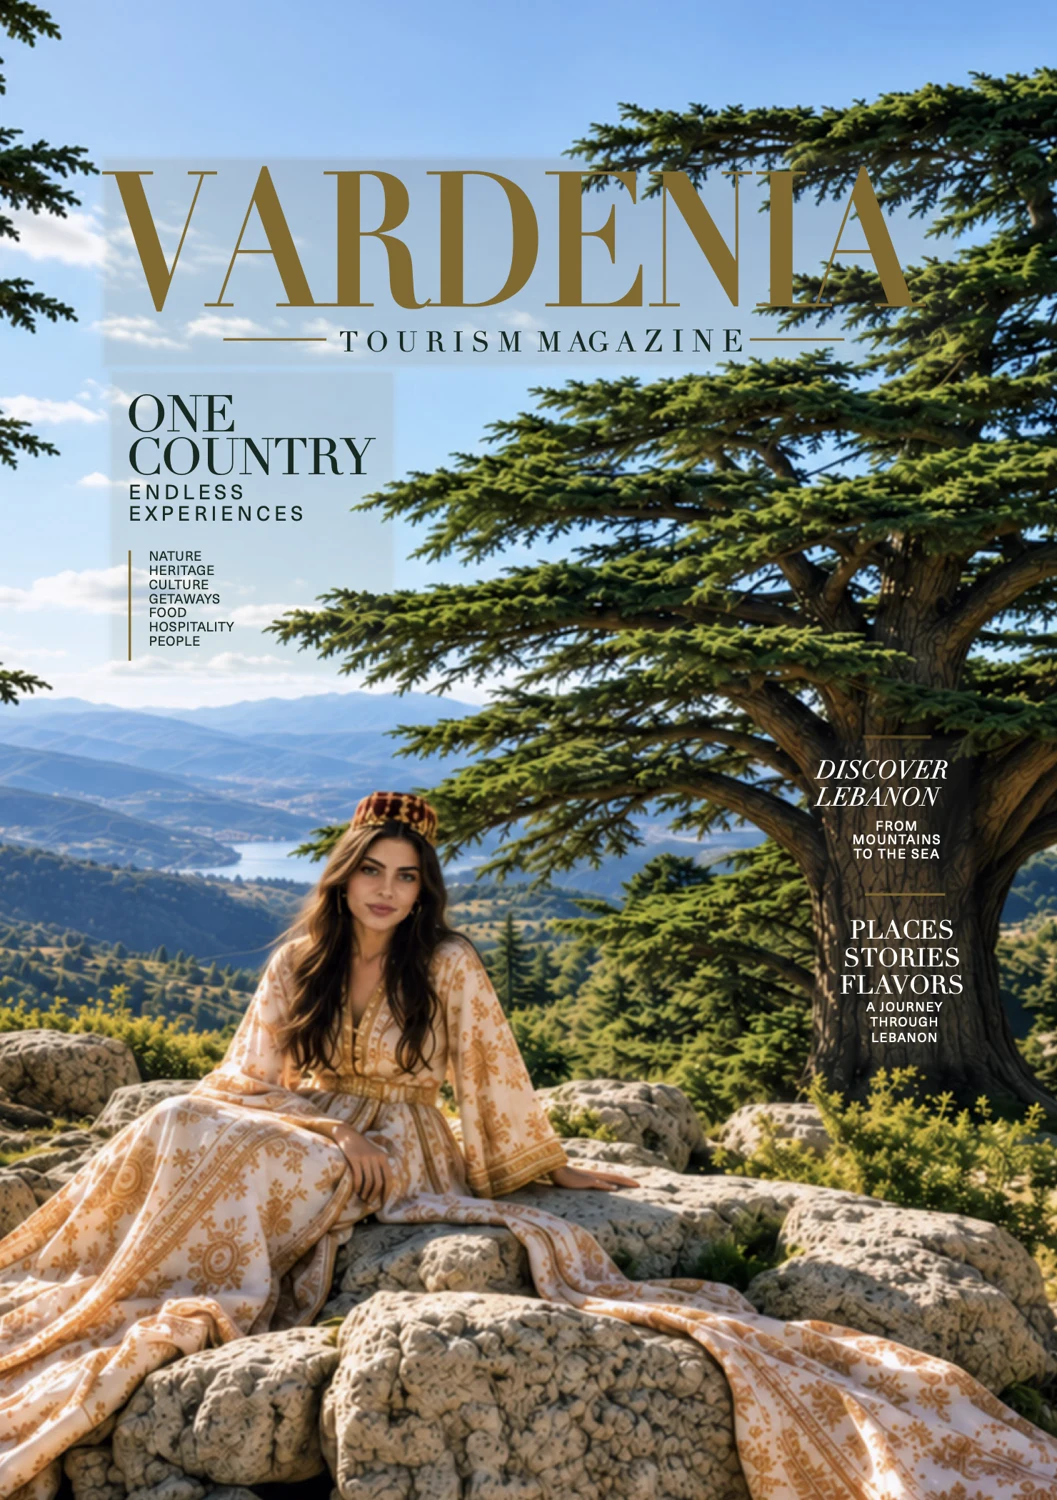 VARDENIA
TOURISM MAGAZINE
ONE
COUNTRY
ENDLESS
EXPERIENCES
NATURE
HERITAGE
CULTURE
GETAWAYS
FOOD
HOSPITALITY
PEOPLE
DISCOVER
LEBANON
FROM
MOUNTAINS
TO THE SEA
PLACES
STORIES
FLAVORS
A JOURNEY
THROUGH
LEBANON